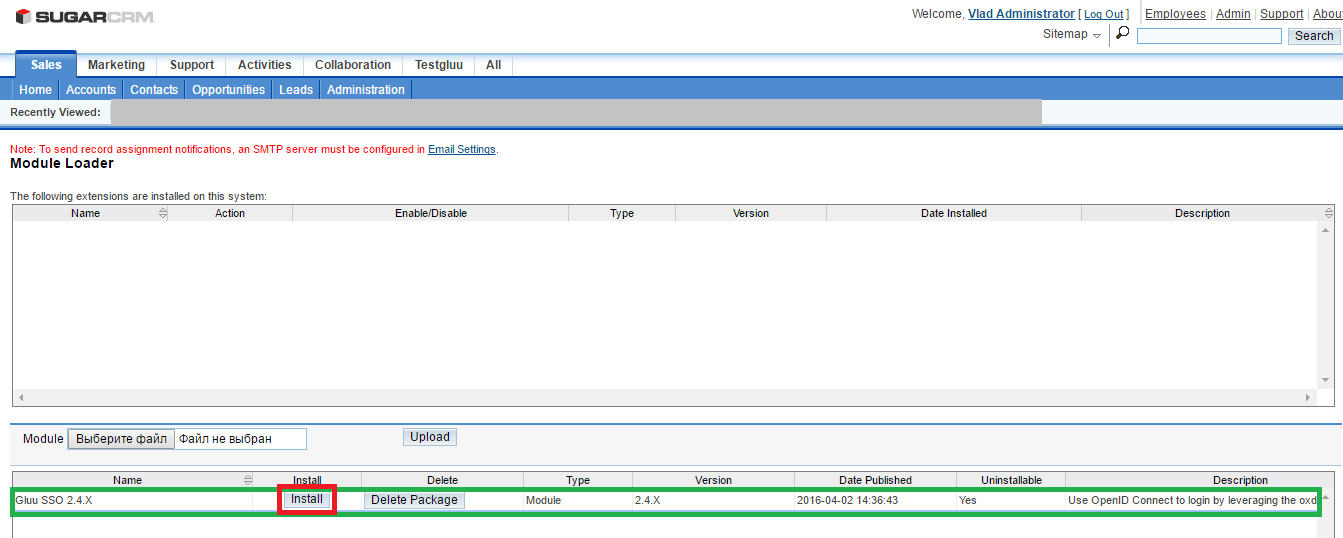 SUGARCRM
Welcome, Vlad Administrator [ Log Out ] Employees | Admin | Support | Abou
Sitemap Search
Sales Marketing Support Activities Collaboration Testgluu All
Home Accounts Contacts Opportunities Leads Administration
Recently Viewed:
Note: To send record assignment notifications, an SMTP server must be configured in Email Settings.
Module Loader
The following extensions are installed on this system:
Name Action Enable/Disable Type Version Date Installed Description
Module Выберите файл Файл не выбран Upload
Name Install Delete Type Version Date Published Uninstallable Description
Gluu SSO 2.4.X Install Delete Package Module 2.4.X 2016-04-02 14:36:43 Yes Use OpenID Connect to login by leveraging the oxd